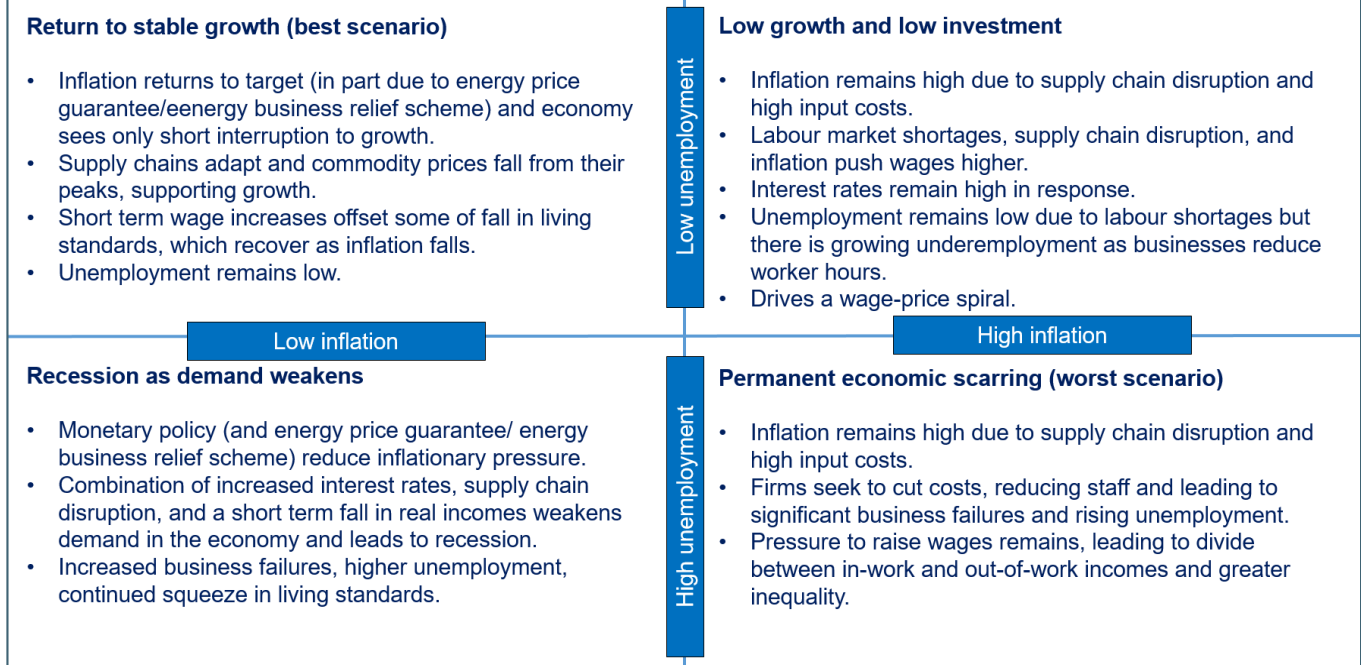 Return to stable growth (best scenario)
• Inflation returns to target (in part due to energy price
guarantee/eenergy business relief scheme) and economy
sees only short interruption to growth.
• Supply chains adapt and commodity prices fall from their
peaks, supporting growth.
• Short term wage increases offset some of fall in living
standards, which recover as inflation falls.
• Unemployment remains low.
Low unemployment
Low growth and low investment
• Inflation remains high due to supply chain disruption and
high input costs.
• Labour market shortages, supply chain disruption, and
inflation push wages higher.
• Interest rates remain high in response.
• Unemployment remains low due to labour shortages but
there is growing underemployment as businesses reduce
worker hours.
• Drives a wage-price spiral.
Low inflation
High inflation
Recession as demand weakens
• Monetary policy (and energy price guarantee/ energy
business relief scheme) reduce inflationary pressure.
• Combination of increased interest rates, supply chain
disruption, and a short term fall in real incomes weakens
demand in the economy and leads to recession.
• Increased business failures, higher unemployment,
continued squeeze in living standards.
High unemployment
Permanent economic scarring (worst scenario)
• Inflation remains high due to supply chain disruption and
high input costs.
• Firms seek to cut costs, reducing staff and leading to
significant business failures and rising unemployment.
• Pressure to raise wages remains, leading to divide
between in-work and out-of-work incomes and greater
inequality.